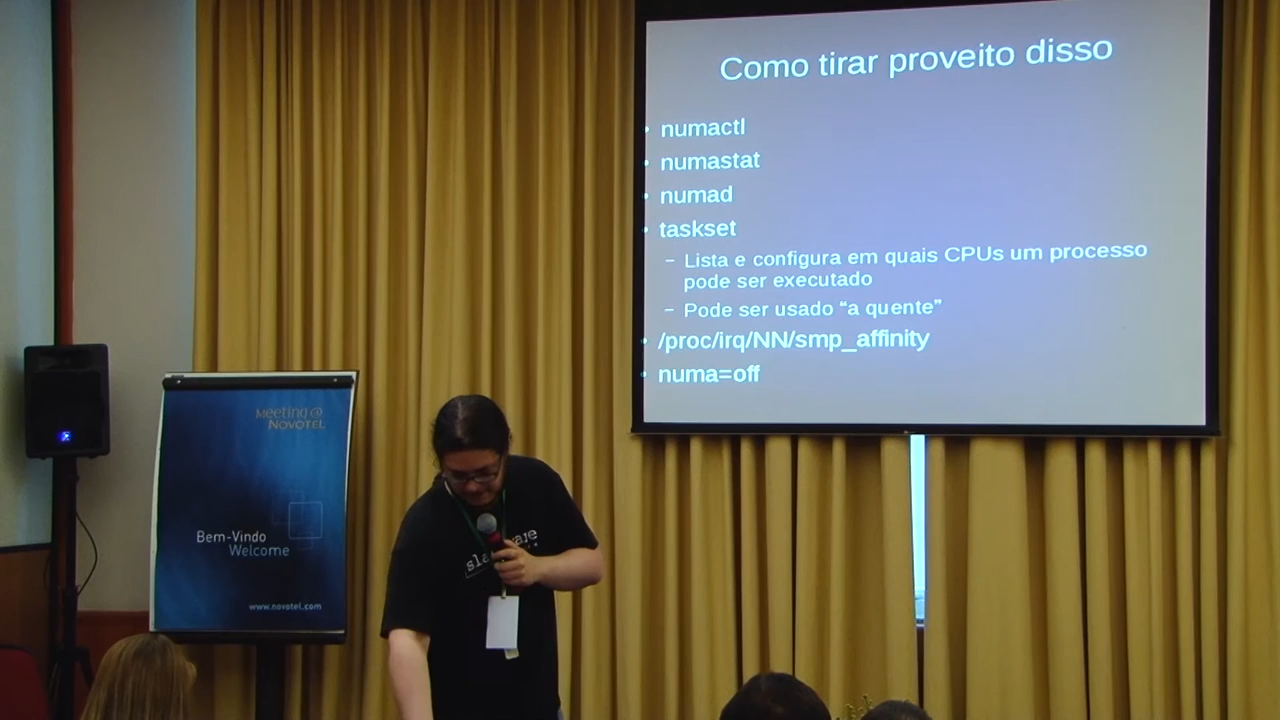 Como tirar proveito disso
• numactl
• numastat
• numad
• taskset
– Lista e configura em quais CPUs um processo
pode ser executado
– Pode ser usado “a quente”
• /proc/irq/NN/smp_affinity
• numa=off
Meeting@
Novotel
Bem-Vindo
Welcome
www.novotel.com